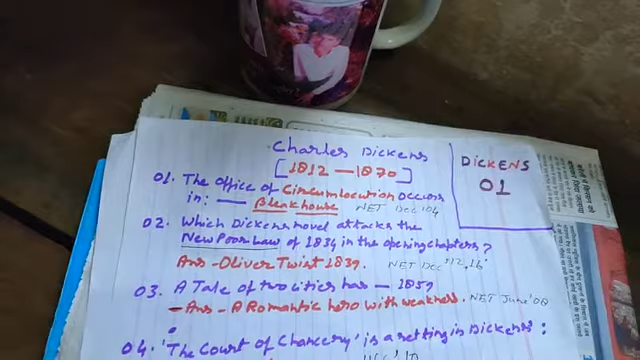 Charles Dickens
[1812 — 1870]
DICKENS
01
01. The Office of Circumlocution occurs
in: — Bleak house NET Dec '04
02. Which Dickens novel attacks the
New Poor Law of 1834 in the opening chapters?
Ans - Oliver Twist 1839. NET Dec '12, 16
03. A Tale of two cities has — 1859
- Ans - A Romantic hero with weakness. NET June '08
04. 'The Court of Chancery' is a setting in Dickens':